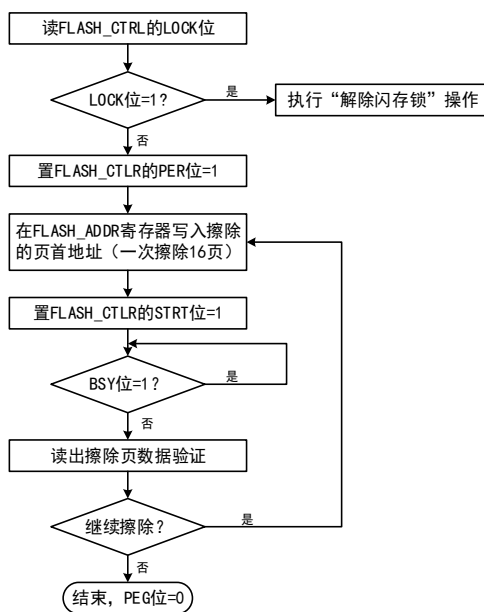 读FLASH_CTRL的LOCK位
LOCK位=1?
是
执行“解除闪存锁”操作
否
置FLASH_CTLR的PER位=1
在FLASH_ADDR寄存器写入擦除
的页首地址（一次擦除16页）
置FLASH_CTLR的STRT位=1
BSY位=1?
是
否
读出擦除页数据验证
继续擦除?
是
否
结束，PEG位=0